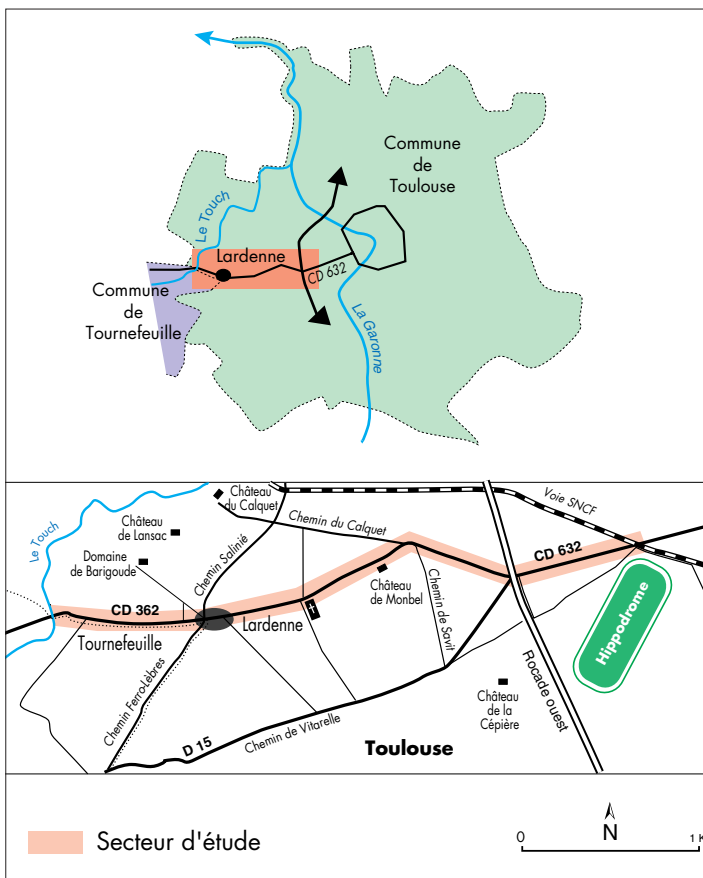 Commune
de
Toulouse
Le Touch
Lardenne
CD 632
Commune
de
Tournefeuille
La Garonne
Château
du Calquet
Voie SNCF
Château
de Lansac
Chemin du Calquet
Le Touch
Domaine
de Barigoude
Chemin Salinié
CD 632
Château
de Monbel
Chemin de Savit
CD 362
Lardenne
Tournefeuille
Hippodrome
Chemin Ferro-Lèbres
Rocade ouest
Château
de la
Cépière
D 15
Chemin de Vitarelle
Toulouse
Secteur d'étude
N
0 1 K